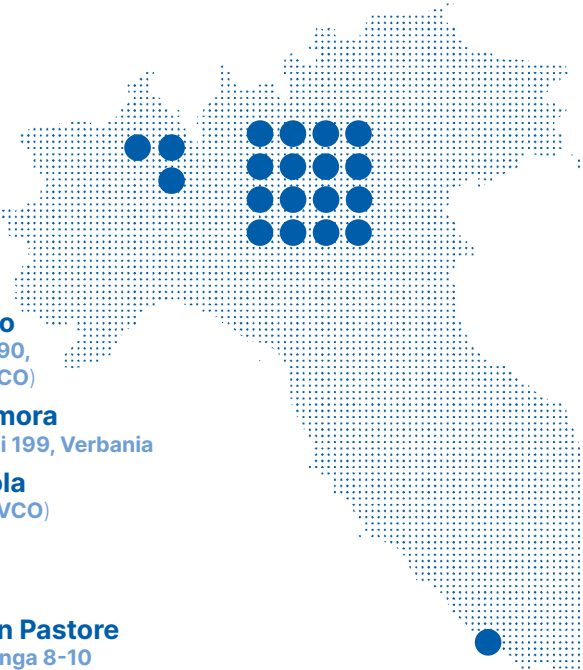 o
90,
CO)
mora
i 199, Verbania
ola
VCO)
n Pastore
nga 8-10